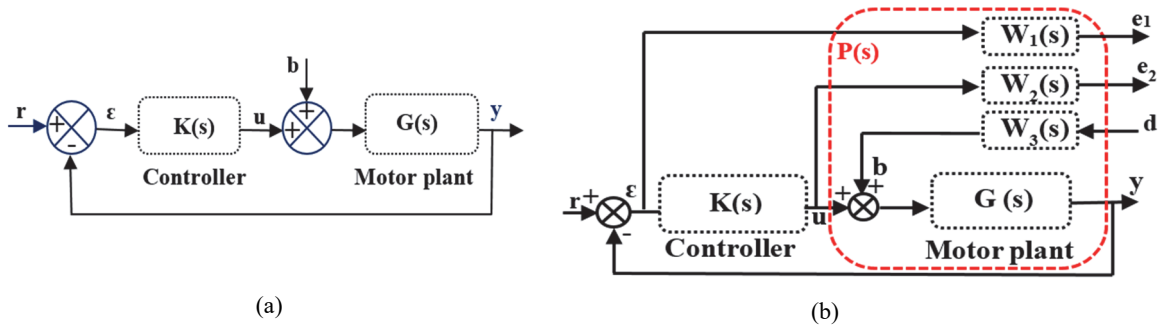 b
r
+
-
ε
K(s)
u
+
+
G(s)
y
Controller
Motor plant
(a)
P(s)
W1(s)
e1
W2(s)
e2
W3(s)
d
b
r
+
-
ε
K(s)
u
+
+
G (s)
y
Controller
Motor plant
(b)